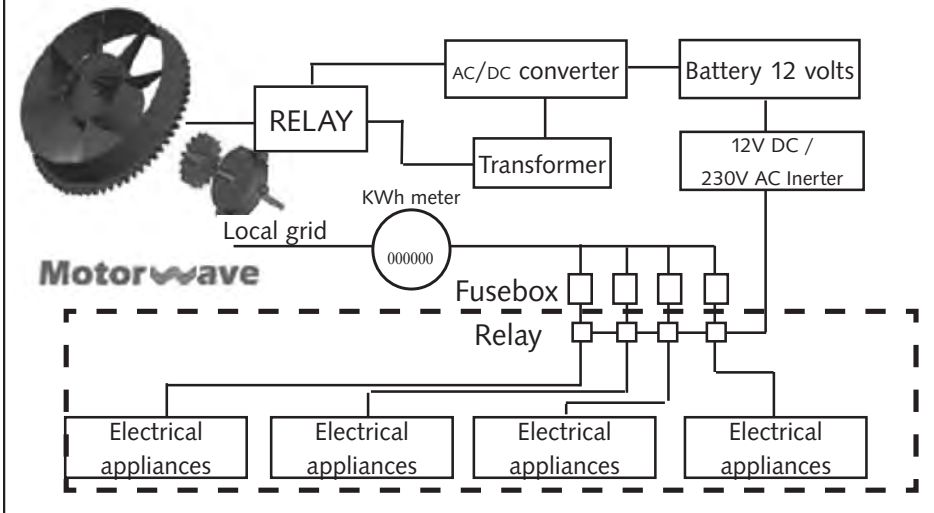 AC/DC converter
Battery 12 volts
RELAY
Transformer
12V DC /
230V AC Inerter
KWh meter
Local grid
000000
Motorwave
Fusebox
Relay
Electrical
appliances
Electrical
appliances
Electrical
appliances
Electrical
appliances